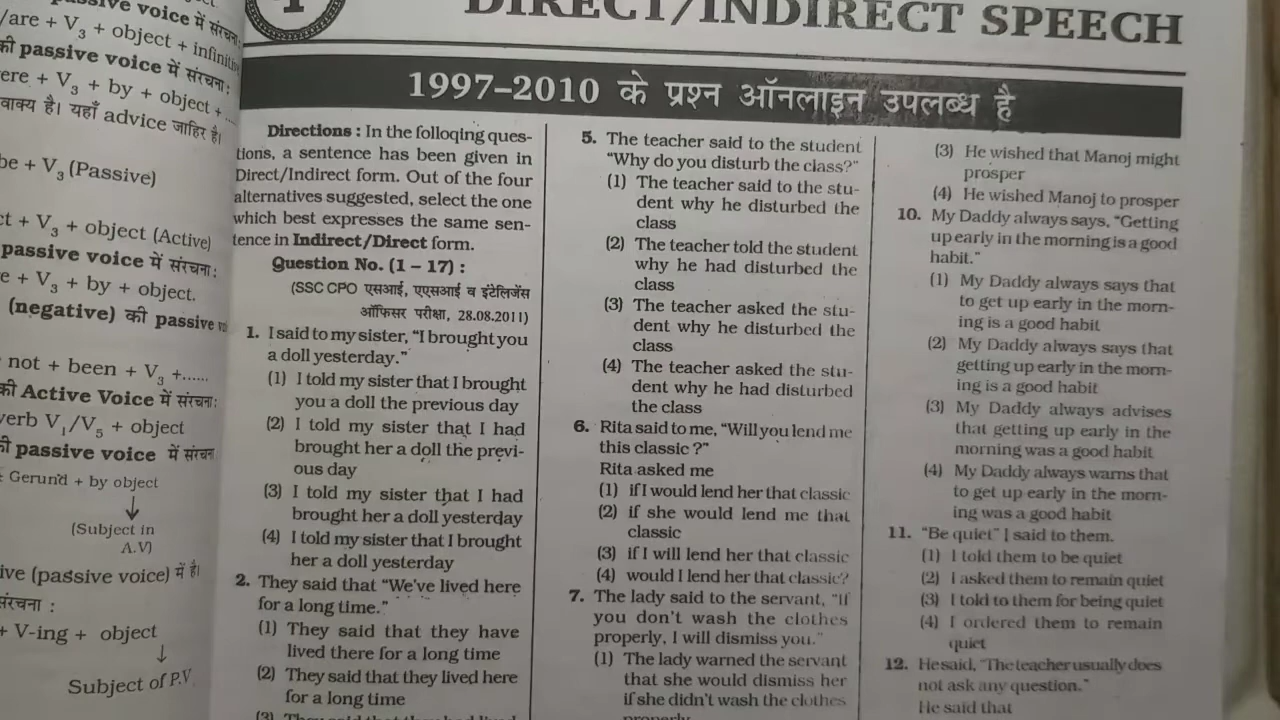 passive voice में संरचना:
/are + V3 + object + infinitive
की passive voice में संरचना:
ere + V3 + by + object + ....
वाक्य है। यहाँ advice जाहिर है।
be + V3 (Passive)
ct + V3 + object (Active)
passive voice में संरचना:
e + V3 + by + object.
(negative) की passive
not + been + V3 +......
की Active Voice में संरचना:
verb V1/V5 + object
की passive voice में संरचना
Gerund + by object
↓
(Subject in
A.V)
ive (passive voice) में है।
संरचना :
+ V-ing + object
↓
Subject of P.V.
DIRECT/INDIRECT SPEECH
1997–2010 के प्रश्न ऑनलाइन उपलब्ध है
Directions : In the folloqing ques-
tions, a sentence has been given in
Direct/Indirect form. Out of the four
alternatives suggested, select the one
which best expresses the same sen-
tence in Indirect/Direct form.
Question No. (1 – 17) :
(SSC CPO एसआई, एएसआई व इंटेलिजेंस
ऑफिसर परीक्षा, 28.08.2011)
1. I said to my sister, “I brought you
a doll yesterday.”
(1) I told my sister that I brought
you a doll the previous day
(2) I told my sister that I had
brought her a doll the previ-
ous day
(3) I told my sister that I had
brought her a doll yesterday
(4) I told my sister that I brought
her a doll yesterday
2. They said that “We've lived here
for a long time.”
(1) They said that they have
lived there for a long time
(2) They said that they lived here
for a long time
(3) They said that they had lived
5. The teacher said to the student
“Why do you disturb the class?”
(1) The teacher said to the stu-
dent why he disturbed the
class
(2) The teacher told the student
why he had disturbed the
class
(3) The teacher asked the stu-
dent why he disturbed the
class
(4) The teacher asked the stu-
dent why he had disturbed
the class
6. Rita said to me, “Will you lend me
this classic ?”
Rita asked me
(1) if I would lend her that classic
(2) if she would lend me that
classic
(3) if I will lend her that classic
(4) would I lend her that classic?
7. The lady said to the servant, “If
you don't wash the clothes
properly, I will dismiss you.”
(1) The lady warned the servant
that she would dismiss her
if she didn't wash the clothes
properly
(3) He wished that Manoj might
prosper
(4) He wished Manoj to prosper
10. My Daddy always says, “Getting
up early in the morning is a good
habit.”
(1) My Daddy always says that
to get up early in the morn-
ing is a good habit
(2) My Daddy always says that
getting up early in the morn-
ing is a good habit
(3) My Daddy always advises
that getting up early in the
morning was a good habit
(4) My Daddy always warns that
to get up early in the morn-
ing was a good habit
11. “Be quiet” I said to them.
(1) I told them to be quiet
(2) I asked them to remain quiet
(3) I told to them for being quiet
(4) I ordered them to remain
quiet
12. He said, “The teacher usually does
not ask any question.”
He said that